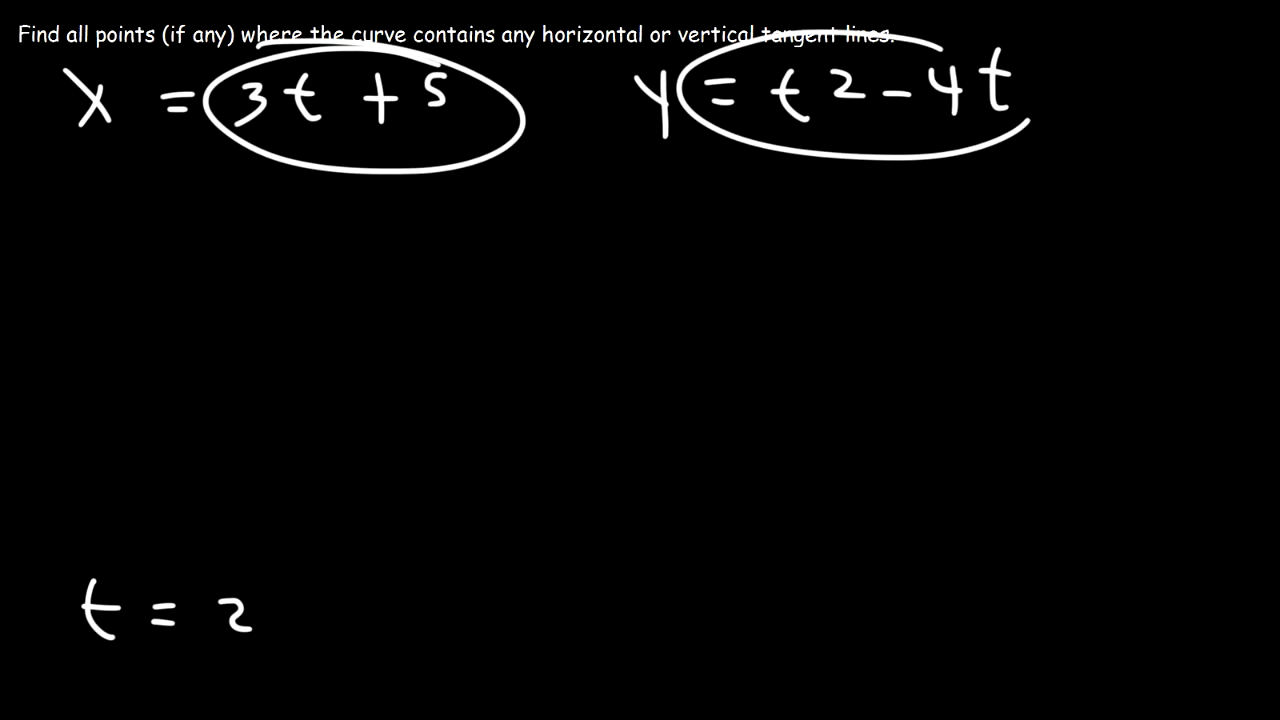 Find all points (if any) where the curve contains any horizontal or vertical tangent lines.
x = 3t + 5 y = t2 - 4t
t = 2